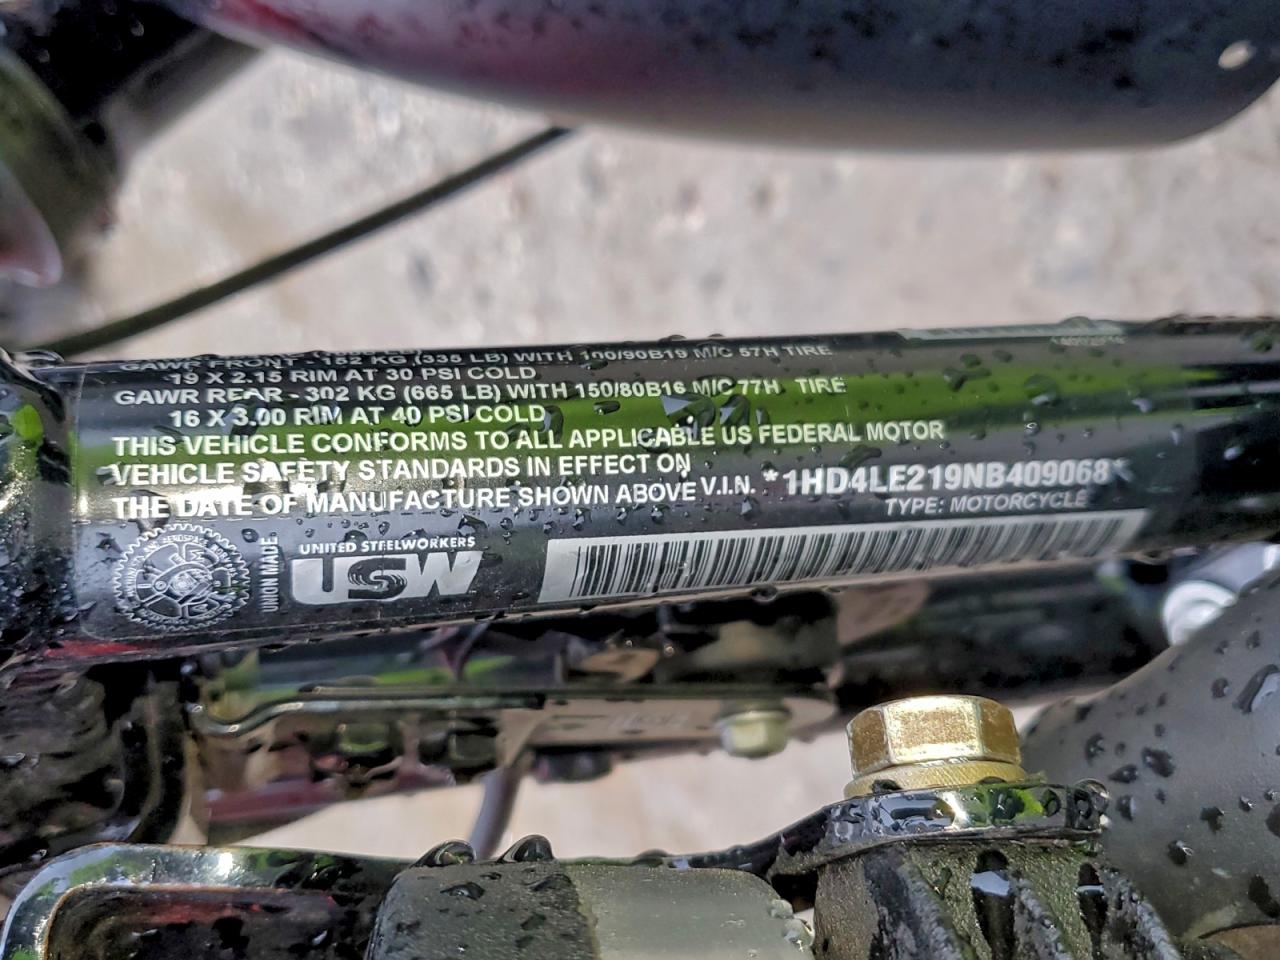 GAWR FRONT - 152 KG (335 LB) WITH 100/90B19 M/C 57H TIRE
19 X 2.15 RIM AT 30 PSI COLD
GAWR REAR - 302 KG (665 LB) WITH 150/80B16 M/C 77H TIRE
16 X 3.00 RIM AT 40 PSI COLD
THIS VEHICLE CONFORMS TO ALL APPLICABLE US FEDERAL MOTOR
VEHICLE SAFETY STANDARDS IN EFFECT ON
THE DATE OF MANUFACTURE SHOWN ABOVE V.I.N. *1HD4LE219NB409068*
TYPE: MOTORCYCLE
UNION MADE
UNITED STEELWORKERS
USW